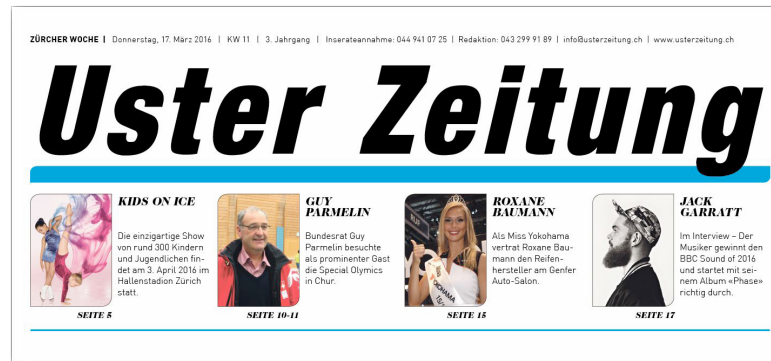 ZÜRCHER WOCHE | Donnerstag, 17. März 2016 | KW 11 | 3. Jahrgang | Inserateannahme: 044 941 07 25 | Redaktion: 043 299 91 89 | info@usterzeitung.ch | www.usterzeitung.ch
Uster Zeitung
KIDS ON ICE
Die einzigartige Show
von rund 300 Kindern
und Jugendlichen fin-
det am 3. April 2016 im
Hallenstadion Zürich
statt.
SEITE 5
GUY
PARMELIN
Bundesrat Guy
Parmelin besuchte
als prominenter Gast
die Special Olymics
in Chur.
SEITE 10-11
ROXANE
BAUMANN
Als Miss Yokohama
vertrat Roxane Bau-
mann den Reifen-
hersteller am Genfer
Auto-Salon.
SEITE 15
JACK
GARRATT
Im Interview – Der
Musiker gewinnt den
BBC Sound of 2016
und startet mit sei-
nem Album «Phase»
richtig durch.
SEITE 17